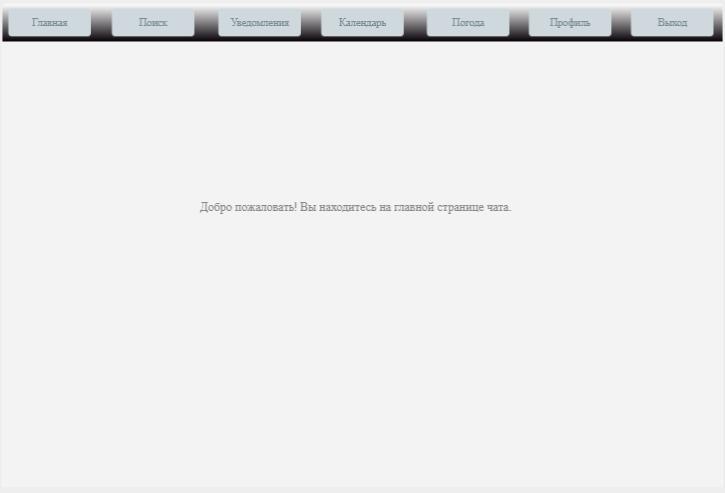 Главная Поиск Уведомления Календарь Погода Профиль Выход
Добро пожаловать! Вы находитесь на главной странице чата.